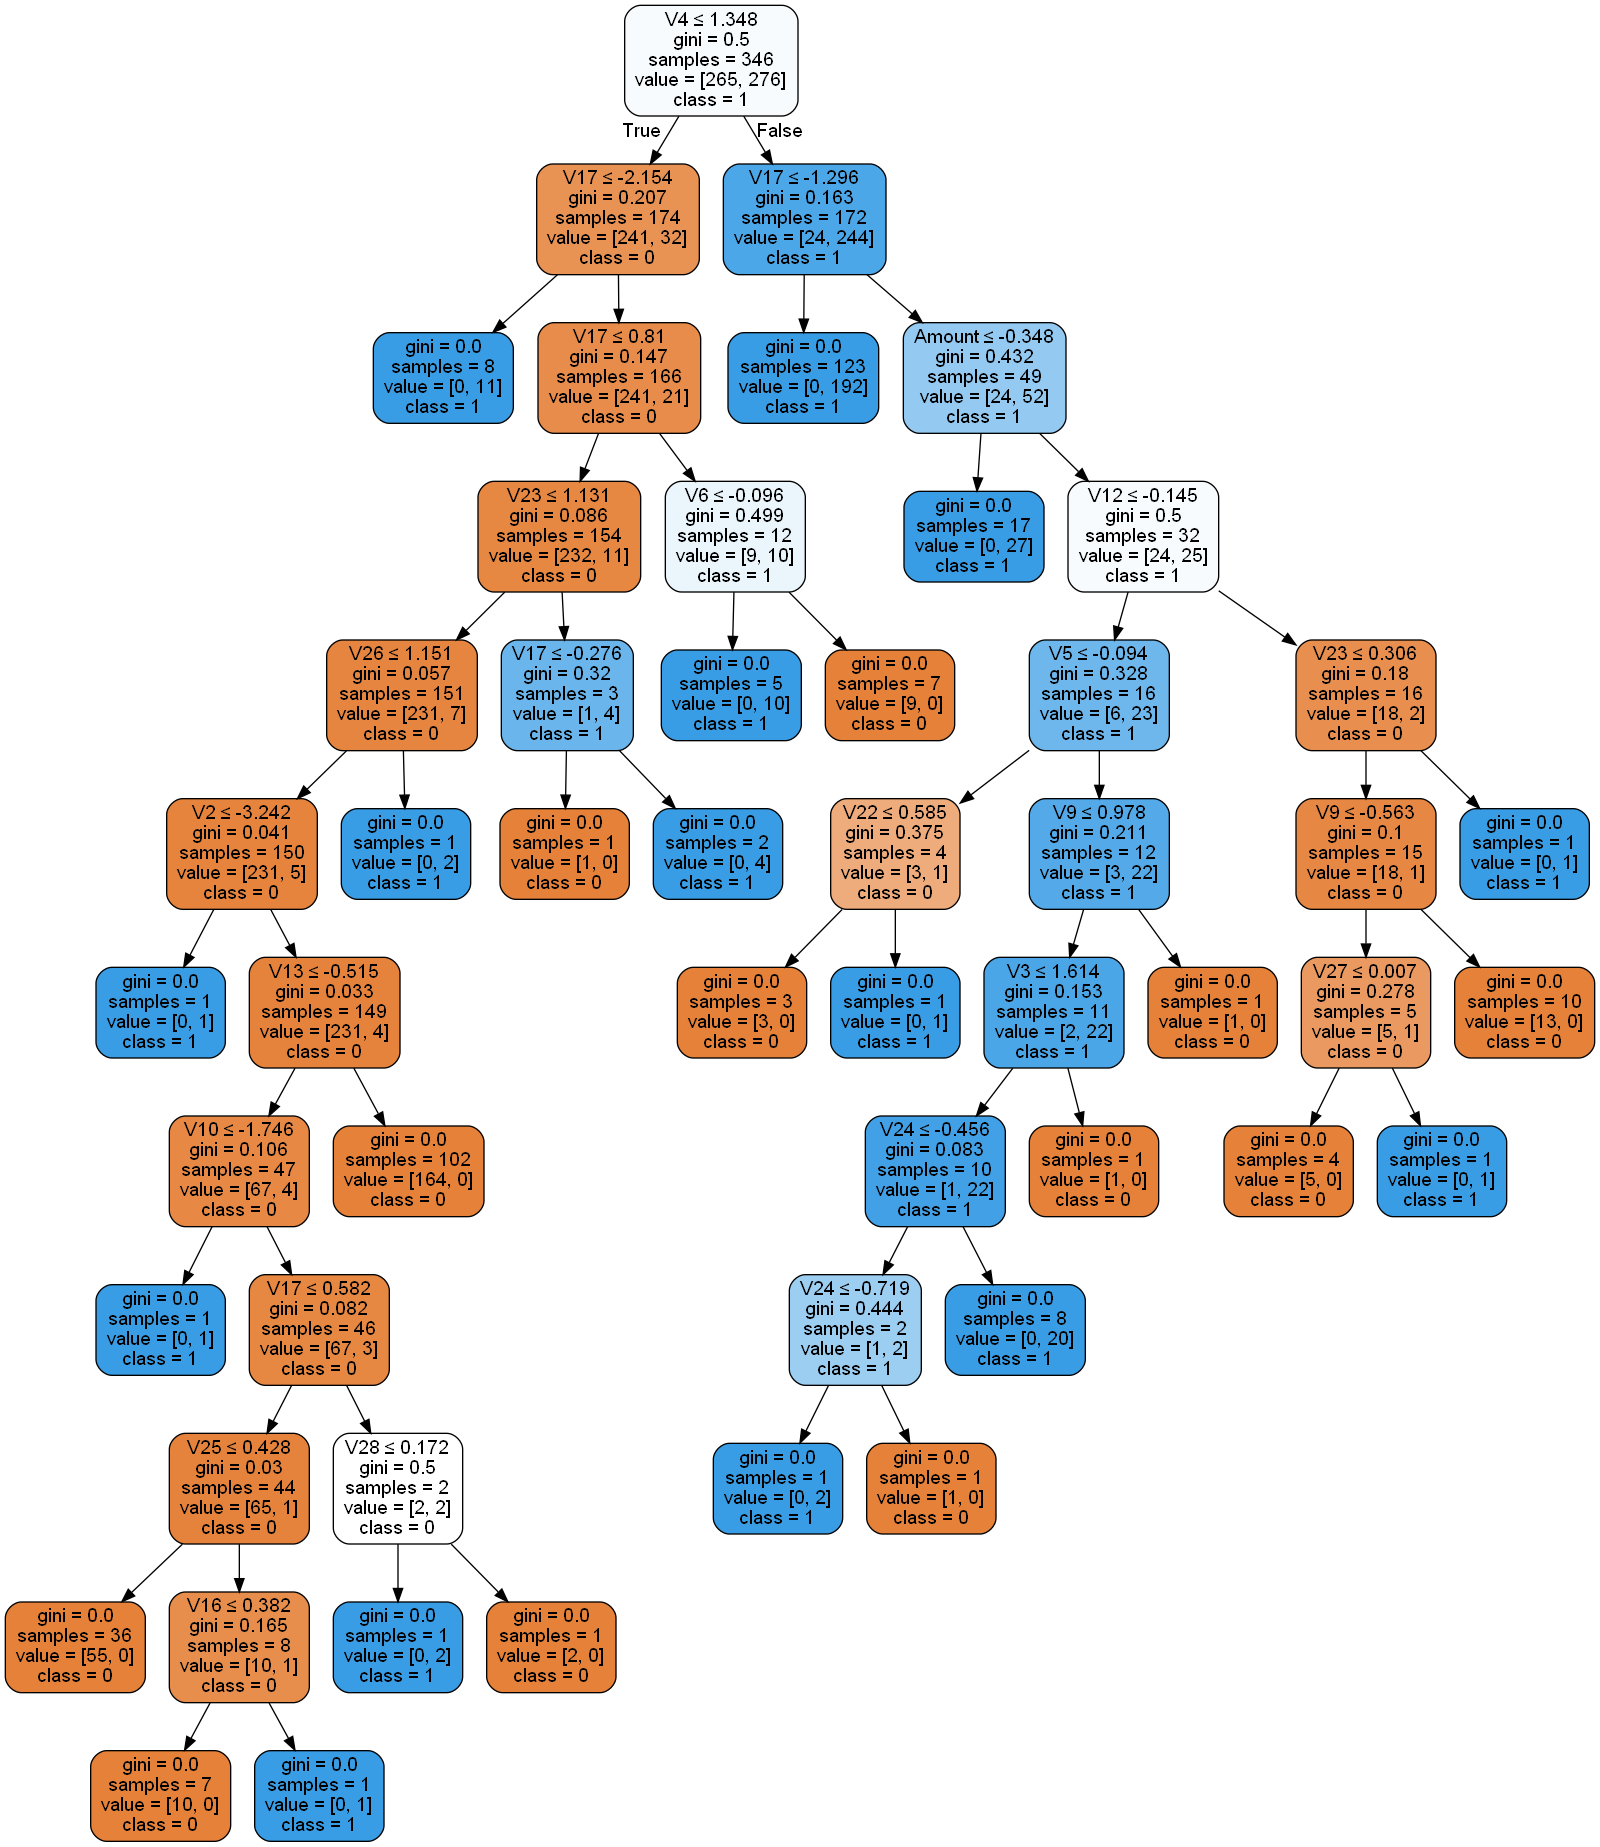 V4 ≤ 1.348
gini = 0.5
samples = 346
value = [265, 276]
class = 1
True
False
V17 ≤ -2.154
gini = 0.207
samples = 174
value = [241, 32]
class = 0
V17 ≤ -1.296
gini = 0.163
samples = 172
value = [24, 244]
class = 1
gini = 0.0
samples = 8
value = [0, 11]
class = 1
V17 ≤ 0.81
gini = 0.147
samples = 166
value = [241, 21]
class = 0
gini = 0.0
samples = 123
value = [0, 192]
class = 1
Amount ≤ -0.348
gini = 0.432
samples = 49
value = [24, 52]
class = 1
V23 ≤ 1.131
gini = 0.086
samples = 154
value = [232, 11]
class = 0
V6 ≤ -0.096
gini = 0.499
samples = 12
value = [9, 10]
class = 1
gini = 0.0
samples = 17
value = [0, 27]
class = 1
V12 ≤ -0.145
gini = 0.5
samples = 32
value = [24, 25]
class = 1
V26 ≤ 1.151
gini = 0.057
samples = 151
value = [231, 7]
class = 0
V17 ≤ -0.276
gini = 0.32
samples = 3
value = [1, 4]
class = 1
gini = 0.0
samples = 5
value = [0, 10]
class = 1
gini = 0.0
samples = 7
value = [9, 0]
class = 0
V5 ≤ -0.094
gini = 0.328
samples = 16
value = [6, 23]
class = 1
V23 ≤ 0.306
gini = 0.18
samples = 16
value = [18, 2]
class = 0
V2 ≤ -3.242
gini = 0.041
samples = 150
value = [231, 5]
class = 0
gini = 0.0
samples = 1
value = [0, 2]
class = 1
gini = 0.0
samples = 1
value = [1, 0]
class = 0
gini = 0.0
samples = 2
value = [0, 4]
class = 1
V22 ≤ 0.585
gini = 0.375
samples = 4
value = [3, 1]
class = 0
V9 ≤ 0.978
gini = 0.211
samples = 12
value = [3, 22]
class = 1
V9 ≤ -0.563
gini = 0.1
samples = 15
value = [18, 1]
class = 0
gini = 0.0
samples = 1
value = [0, 1]
class = 1
gini = 0.0
samples = 1
value = [0, 1]
class = 1
V13 ≤ -0.515
gini = 0.033
samples = 149
value = [231, 4]
class = 0
gini = 0.0
samples = 3
value = [3, 0]
class = 0
gini = 0.0
samples = 1
value = [0, 1]
class = 1
V3 ≤ 1.614
gini = 0.153
samples = 11
value = [2, 22]
class = 1
gini = 0.0
samples = 1
value = [1, 0]
class = 0
V27 ≤ 0.007
gini = 0.278
samples = 5
value = [5, 1]
class = 0
gini = 0.0
samples = 10
value = [13, 0]
class = 0
V10 ≤ -1.746
gini = 0.106
samples = 47
value = [67, 4]
class = 0
gini = 0.0
samples = 102
value = [164, 0]
class = 0
V24 ≤ -0.456
gini = 0.083
samples = 10
value = [1, 22]
class = 1
gini = 0.0
samples = 1
value = [1, 0]
class = 0
gini = 0.0
samples = 4
value = [5, 0]
class = 0
gini = 0.0
samples = 1
value = [0, 1]
class = 1
gini = 0.0
samples = 1
value = [0, 1]
class = 1
V17 ≤ 0.582
gini = 0.082
samples = 46
value = [67, 3]
class = 0
V24 ≤ -0.719
gini = 0.444
samples = 2
value = [1, 2]
class = 1
gini = 0.0
samples = 8
value = [0, 20]
class = 1
V25 ≤ 0.428
gini = 0.03
samples = 44
value = [65, 1]
class = 0
V28 ≤ 0.172
gini = 0.5
samples = 2
value = [2, 2]
class = 0
gini = 0.0
samples = 1
value = [0, 2]
class = 1
gini = 0.0
samples = 1
value = [1, 0]
class = 0
gini = 0.0
samples = 36
value = [55, 0]
class = 0
V16 ≤ 0.382
gini = 0.165
samples = 8
value = [10, 1]
class = 0
gini = 0.0
samples = 1
value = [0, 2]
class = 1
gini = 0.0
samples = 1
value = [2, 0]
class = 0
gini = 0.0
samples = 7
value = [10, 0]
class = 0
gini = 0.0
samples = 1
value = [0, 1]
class = 1